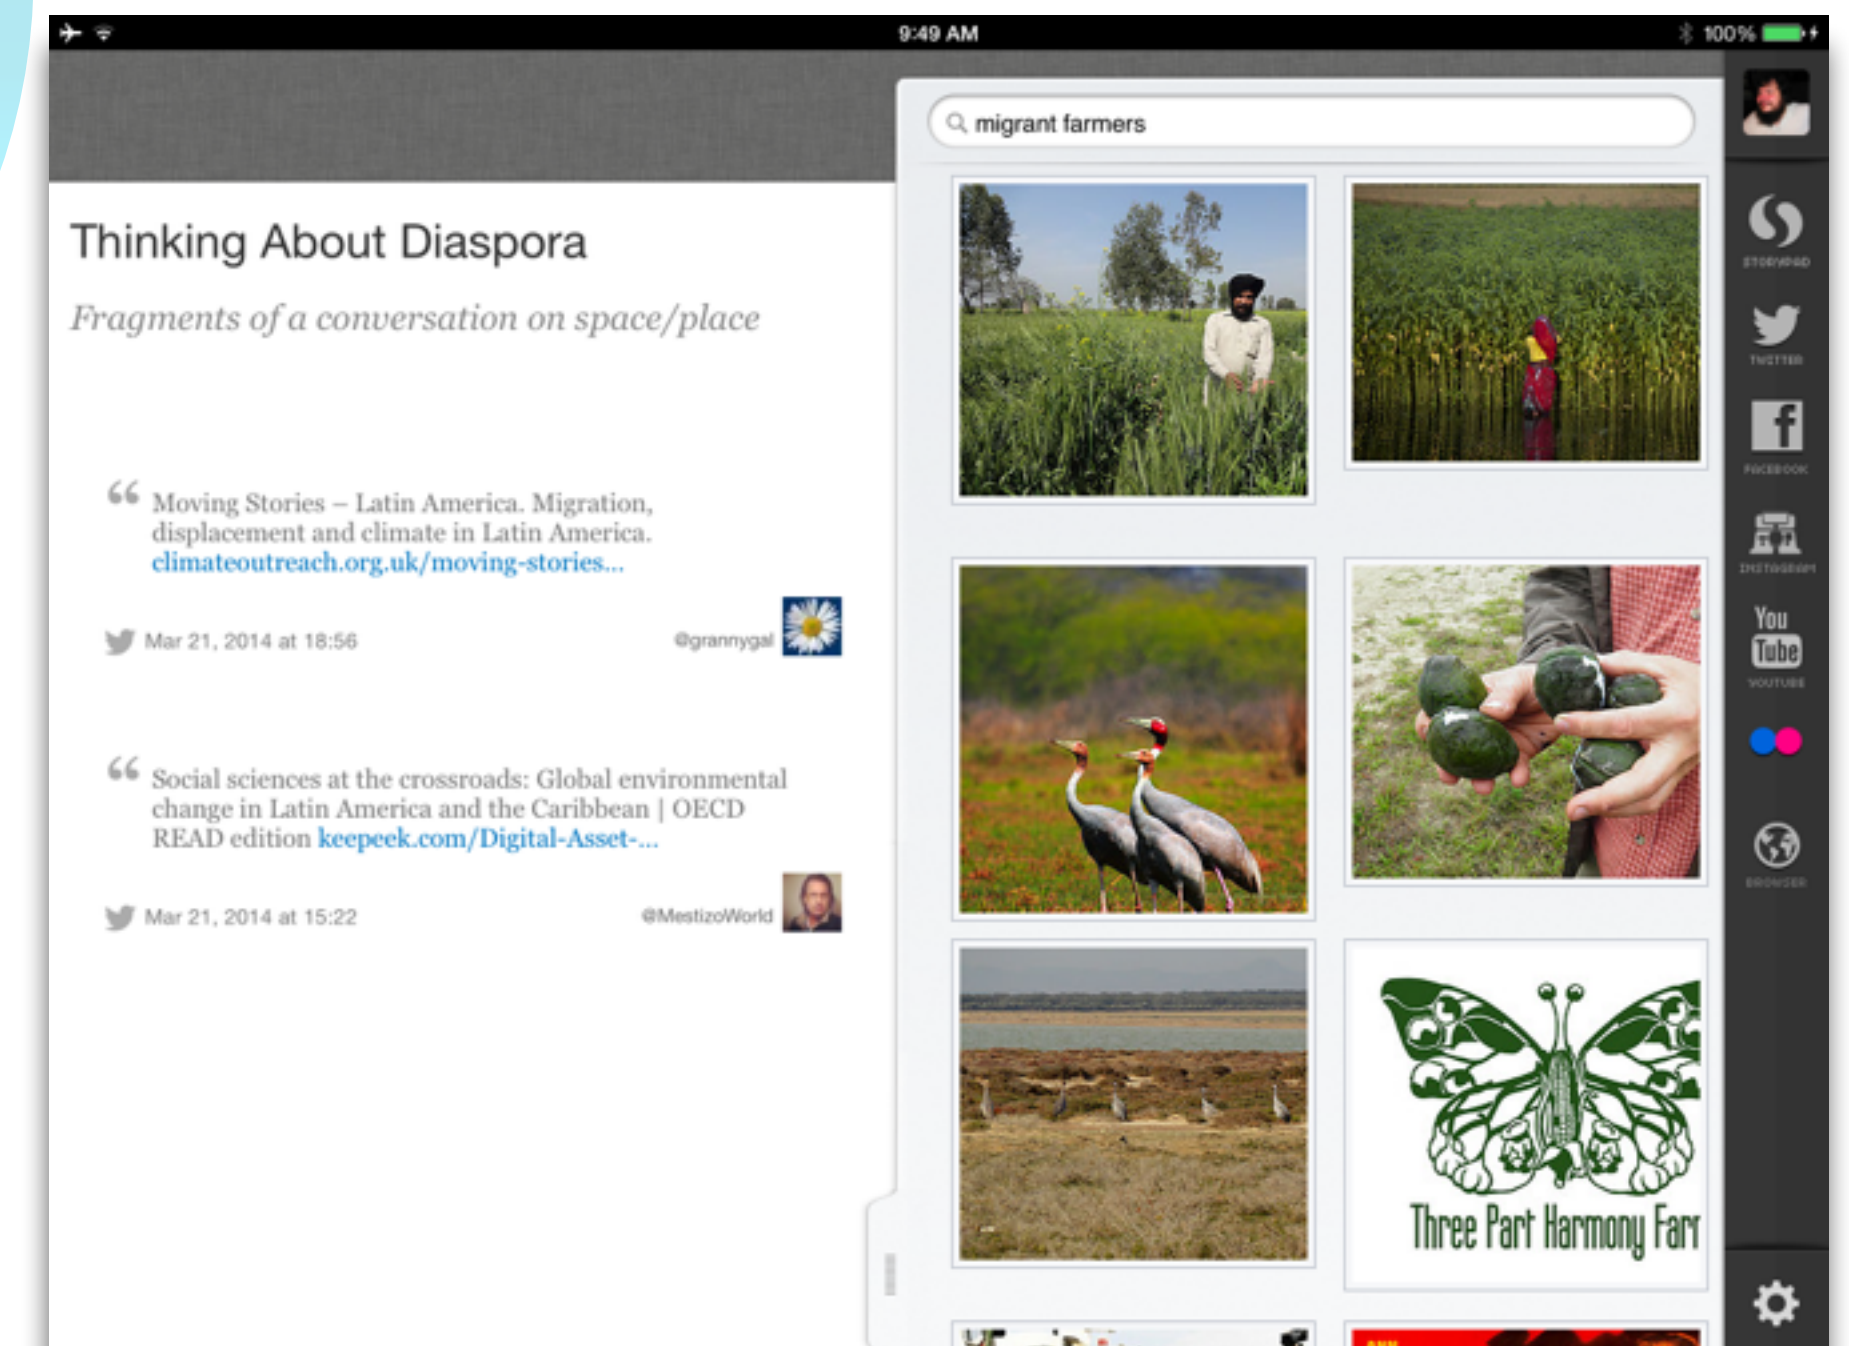 9:49 AM
100%
migrant farmers
Thinking About Diaspora
Fragments of a conversation on space/place
“ Moving Stories – Latin America. Migration,
displacement and climate in Latin America.
climateoutreach.org.uk/moving-stories...
Mar 21, 2014 at 18:56
@grannygal
“ Social sciences at the crossroads: Global environmental
change in Latin America and the Caribbean | OECD
READ edition keepeek.com/Digital-Asset-...
Mar 21, 2014 at 15:22
@MestizoWorld
Three Part Harmony Farr
STORYPAD
TWITTER
f
FACEBOOK
INSTAGRAM
You
Tube
YOUTUBE
BROWSER